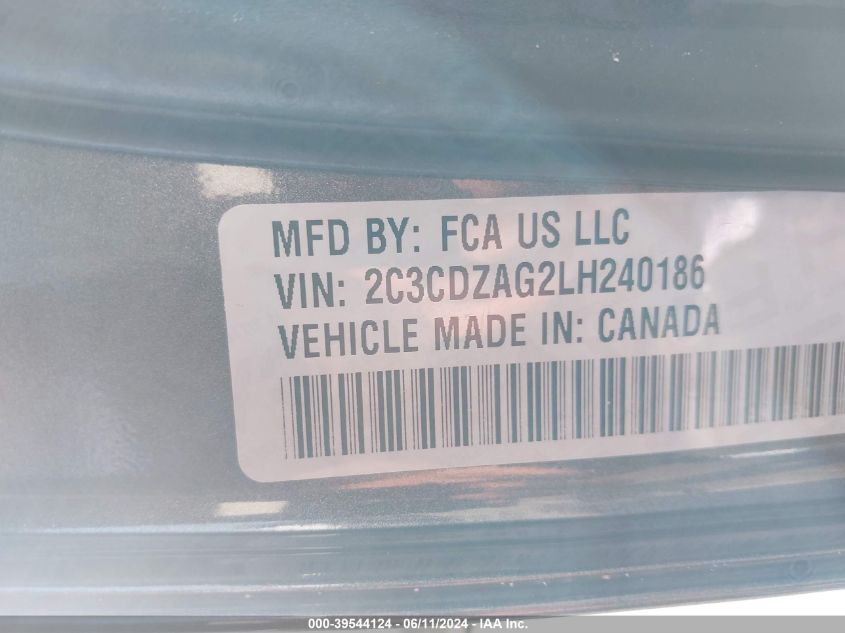 MFD BY: FCA US LLC
VIN: 2C3CDZAG2LH240186
VEHICLE MADE IN: CANADA
000-39544124 - 06/11/2024 - IAA Inc.